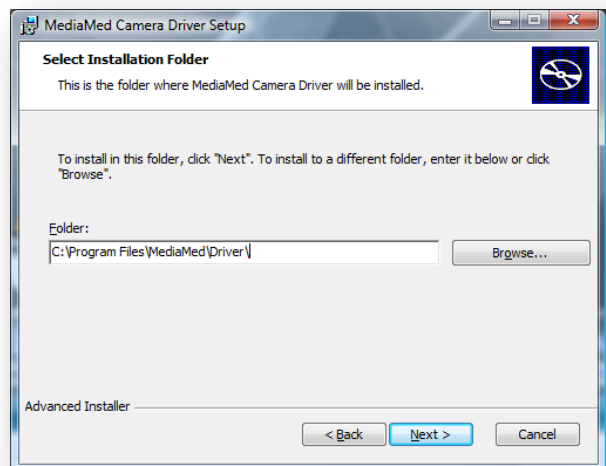 MediaMed Camera Driver Setup
Select Installation Folder
This is the folder where MediaMed Camera Driver will be installed.
To install in this folder, click "Next". To install to a different folder, enter it below or click
"Browse".
Folder:
C:\Program Files\MediaMed\Driver\
Browse...
Advanced Installer
< Back
Next >
Cancel